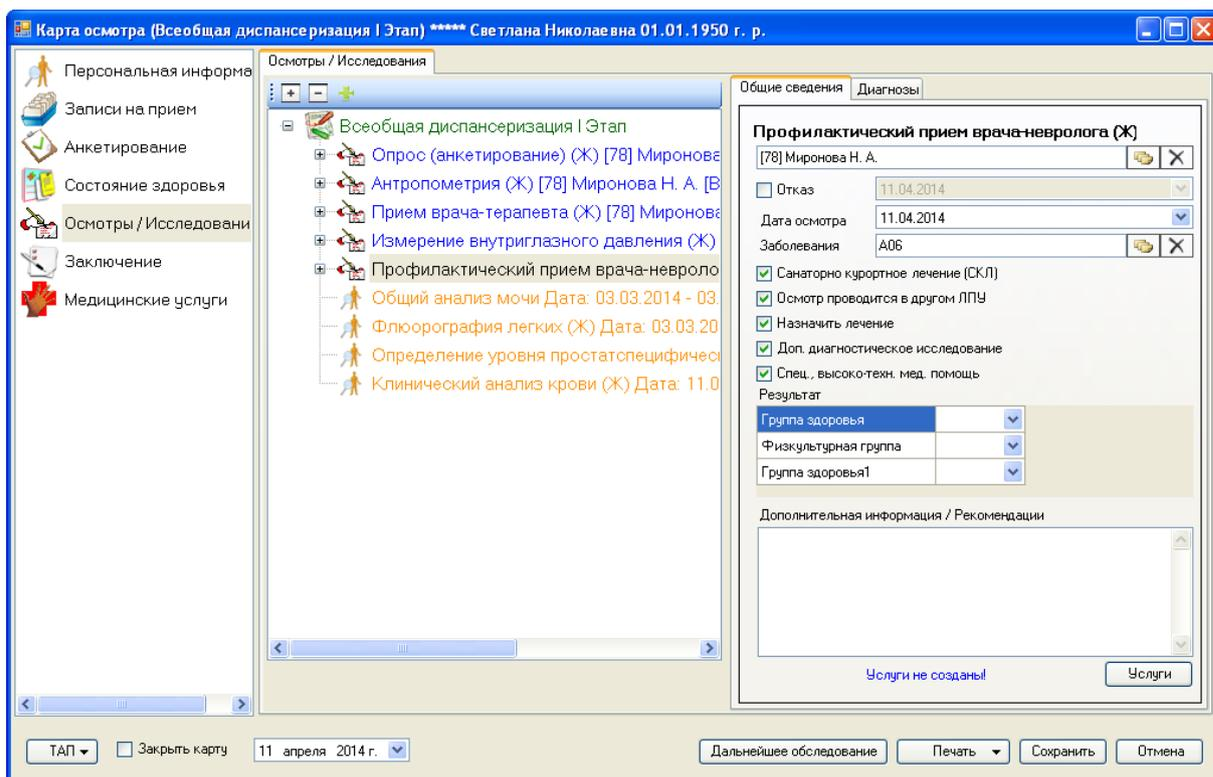 Карта осмотра (Всеобщая диспансеризация I Этап) ***** Светлана Николаевна 01.01.1950 г. р.
Персональная информа
Записи на прием
Анкетирование
Состояние здоровья
Осмотры / Исследовани
Заключение
Медицинские услуги
Осмотры / Исследования
Всеобщая диспансеризация I Этап
Опрос (анкетирование) (Ж) [78] Миронова
Антропометрия (Ж) [78] Миронова Н. А. [В
Прием врача-терапевта (Ж) [78] Миронова
Измерение внутриглазного давления (Ж)
Профилактический прием врача-невроло
Общий анализ мочи Дата: 03.03.2014 - 03.
Флюорография легких (Ж) Дата: 03.03.20
Определение уровня простатспецифичес
Клинический анализ крови (Ж) Дата: 11.0
Общие сведения
Диагнозы
Профилактический прием врача-невролога (Ж)
[78] Миронова Н. А.
Отказ
11.04.2014
Дата осмотра
11.04.2014
Заболевания
A06
Санаторно курортное лечение (СКЛ)
Осмотр проводится в другом ЛПУ
Назначить лечение
Доп. диагностическое исследование
Спец., высоко-техн. мед. помощь
Результат
Группа здоровья
Физкультурная группа
Группа здоровья1
Дополнительная информация / Рекомендации
Услуги не созданы!
Услуги
ТАП
Закрыть карту
11 апреля 2014 г.
Дальнейшее обследование
Печать
Сохранить
Отмена